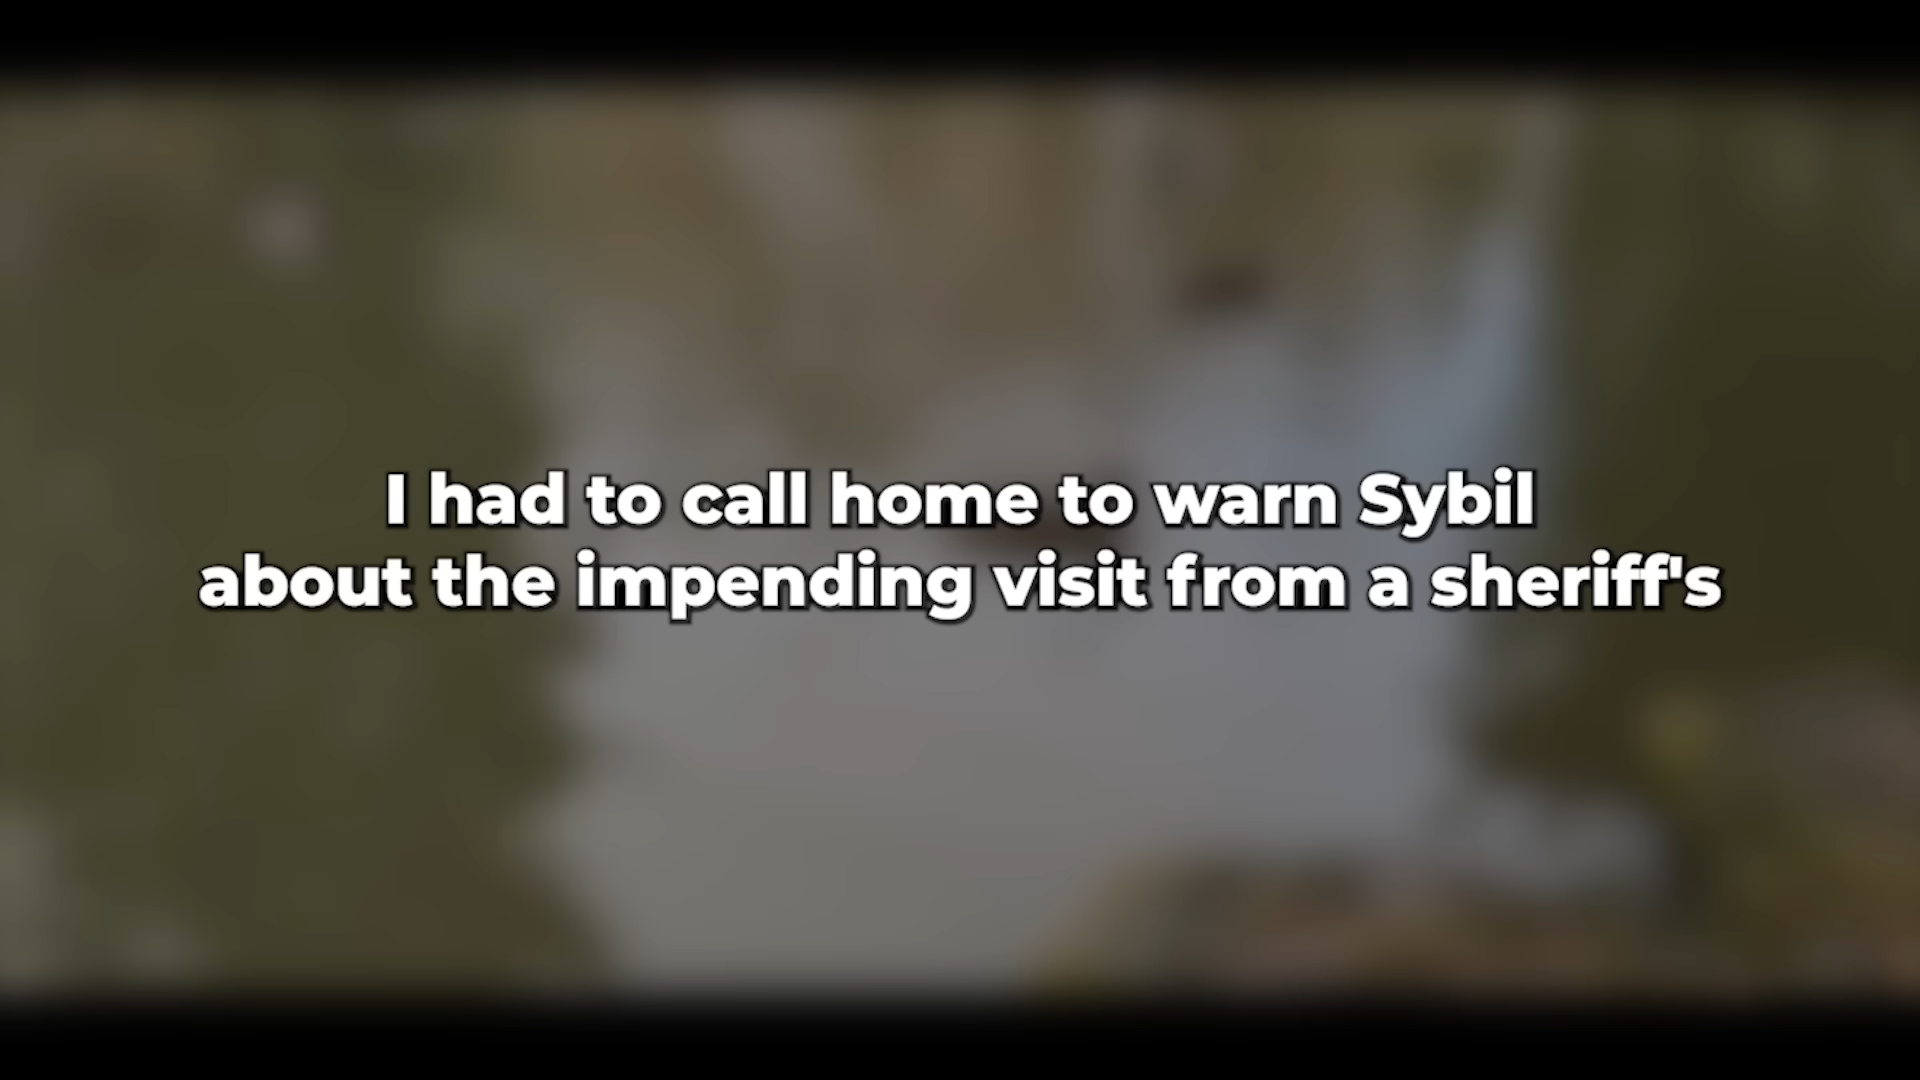 I had to call home to warn Sybil
about the impending visit from a sheriff's